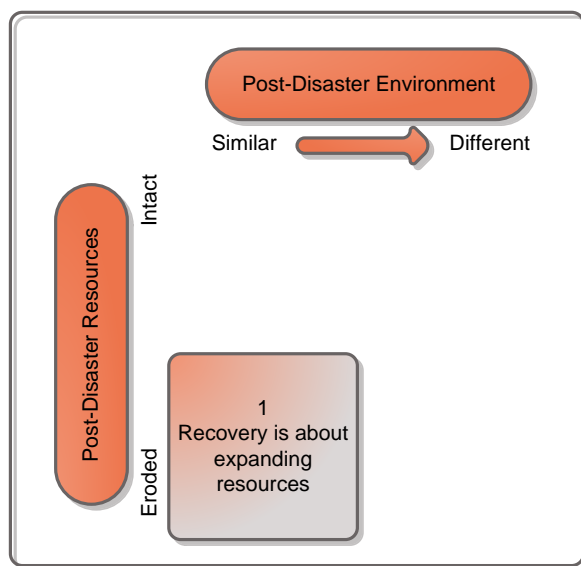 Post-Disaster Environment
Similar
Different
Post-Disaster Resources
Intact
Eroded
1
Recovery is about
expanding
resources